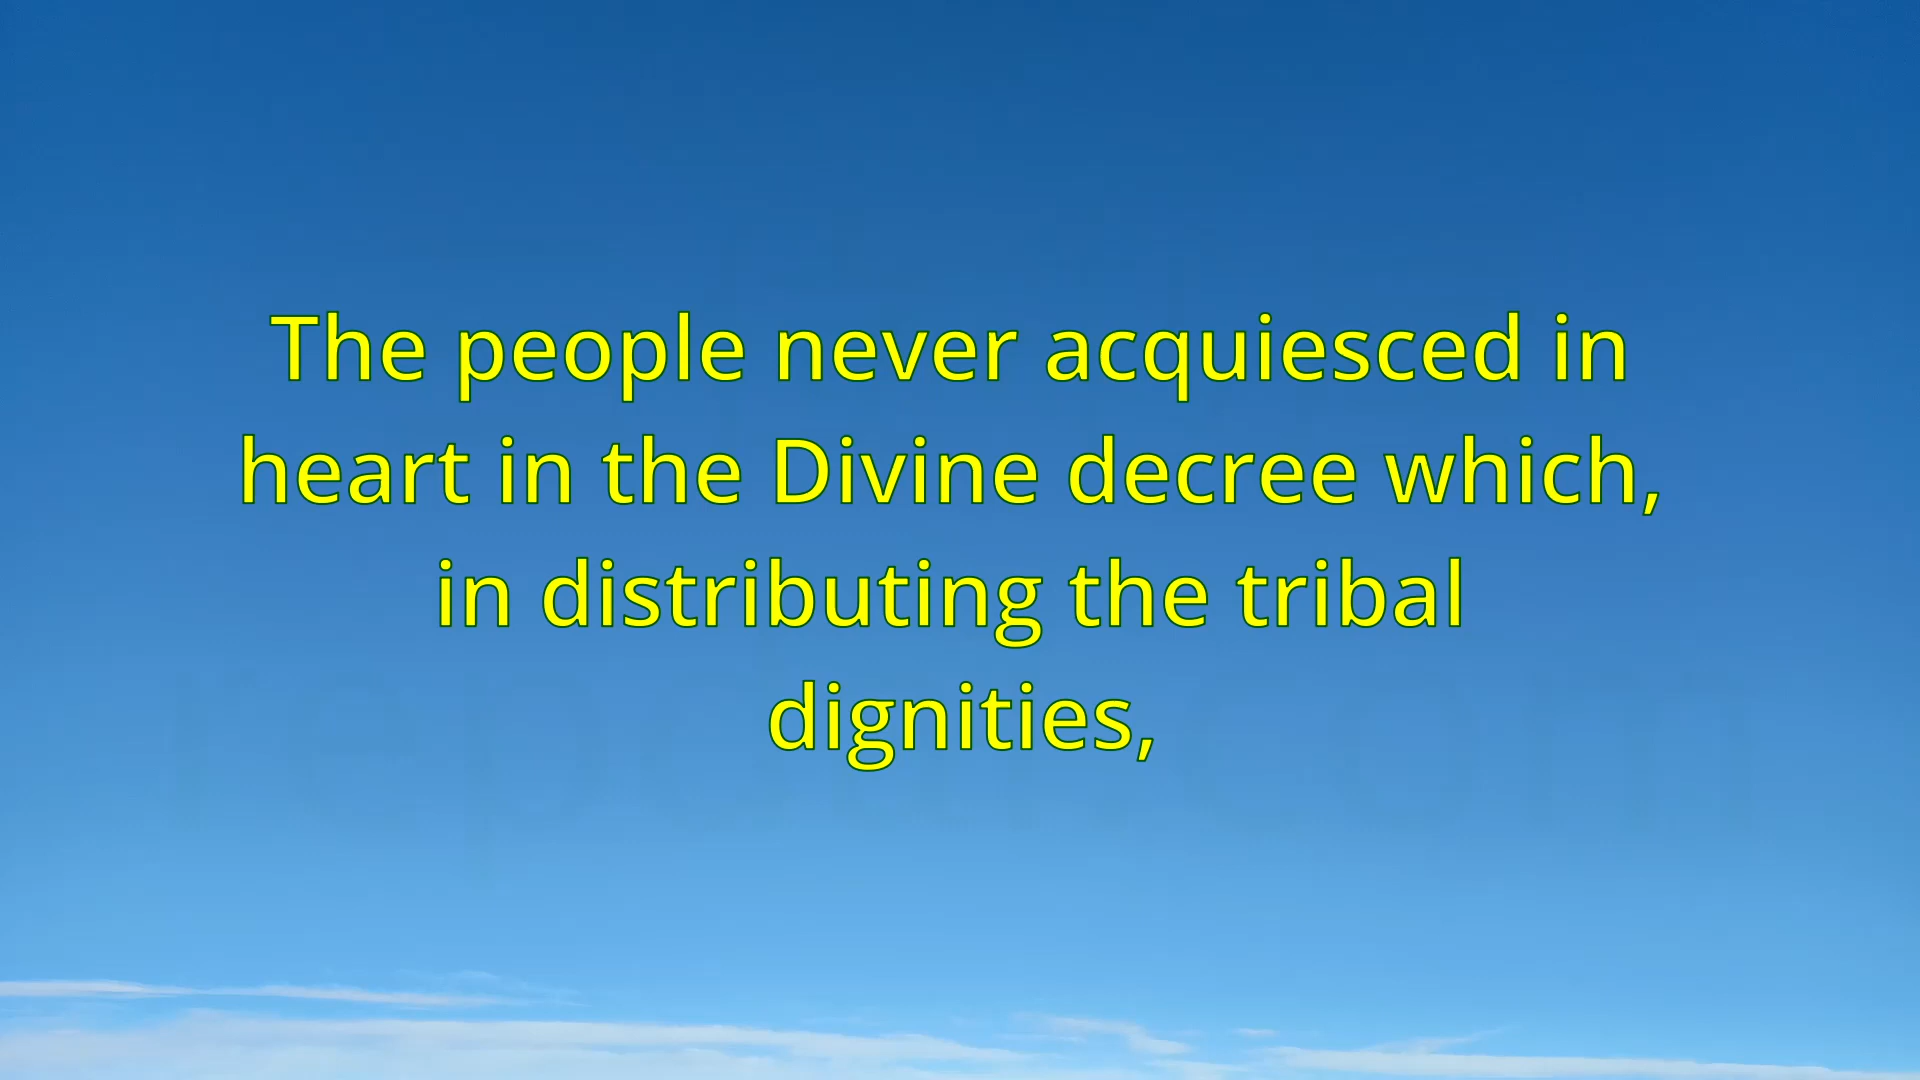 The people never acquiesced in
heart in the Divine decree which,
in distributing the tribal
dignities,